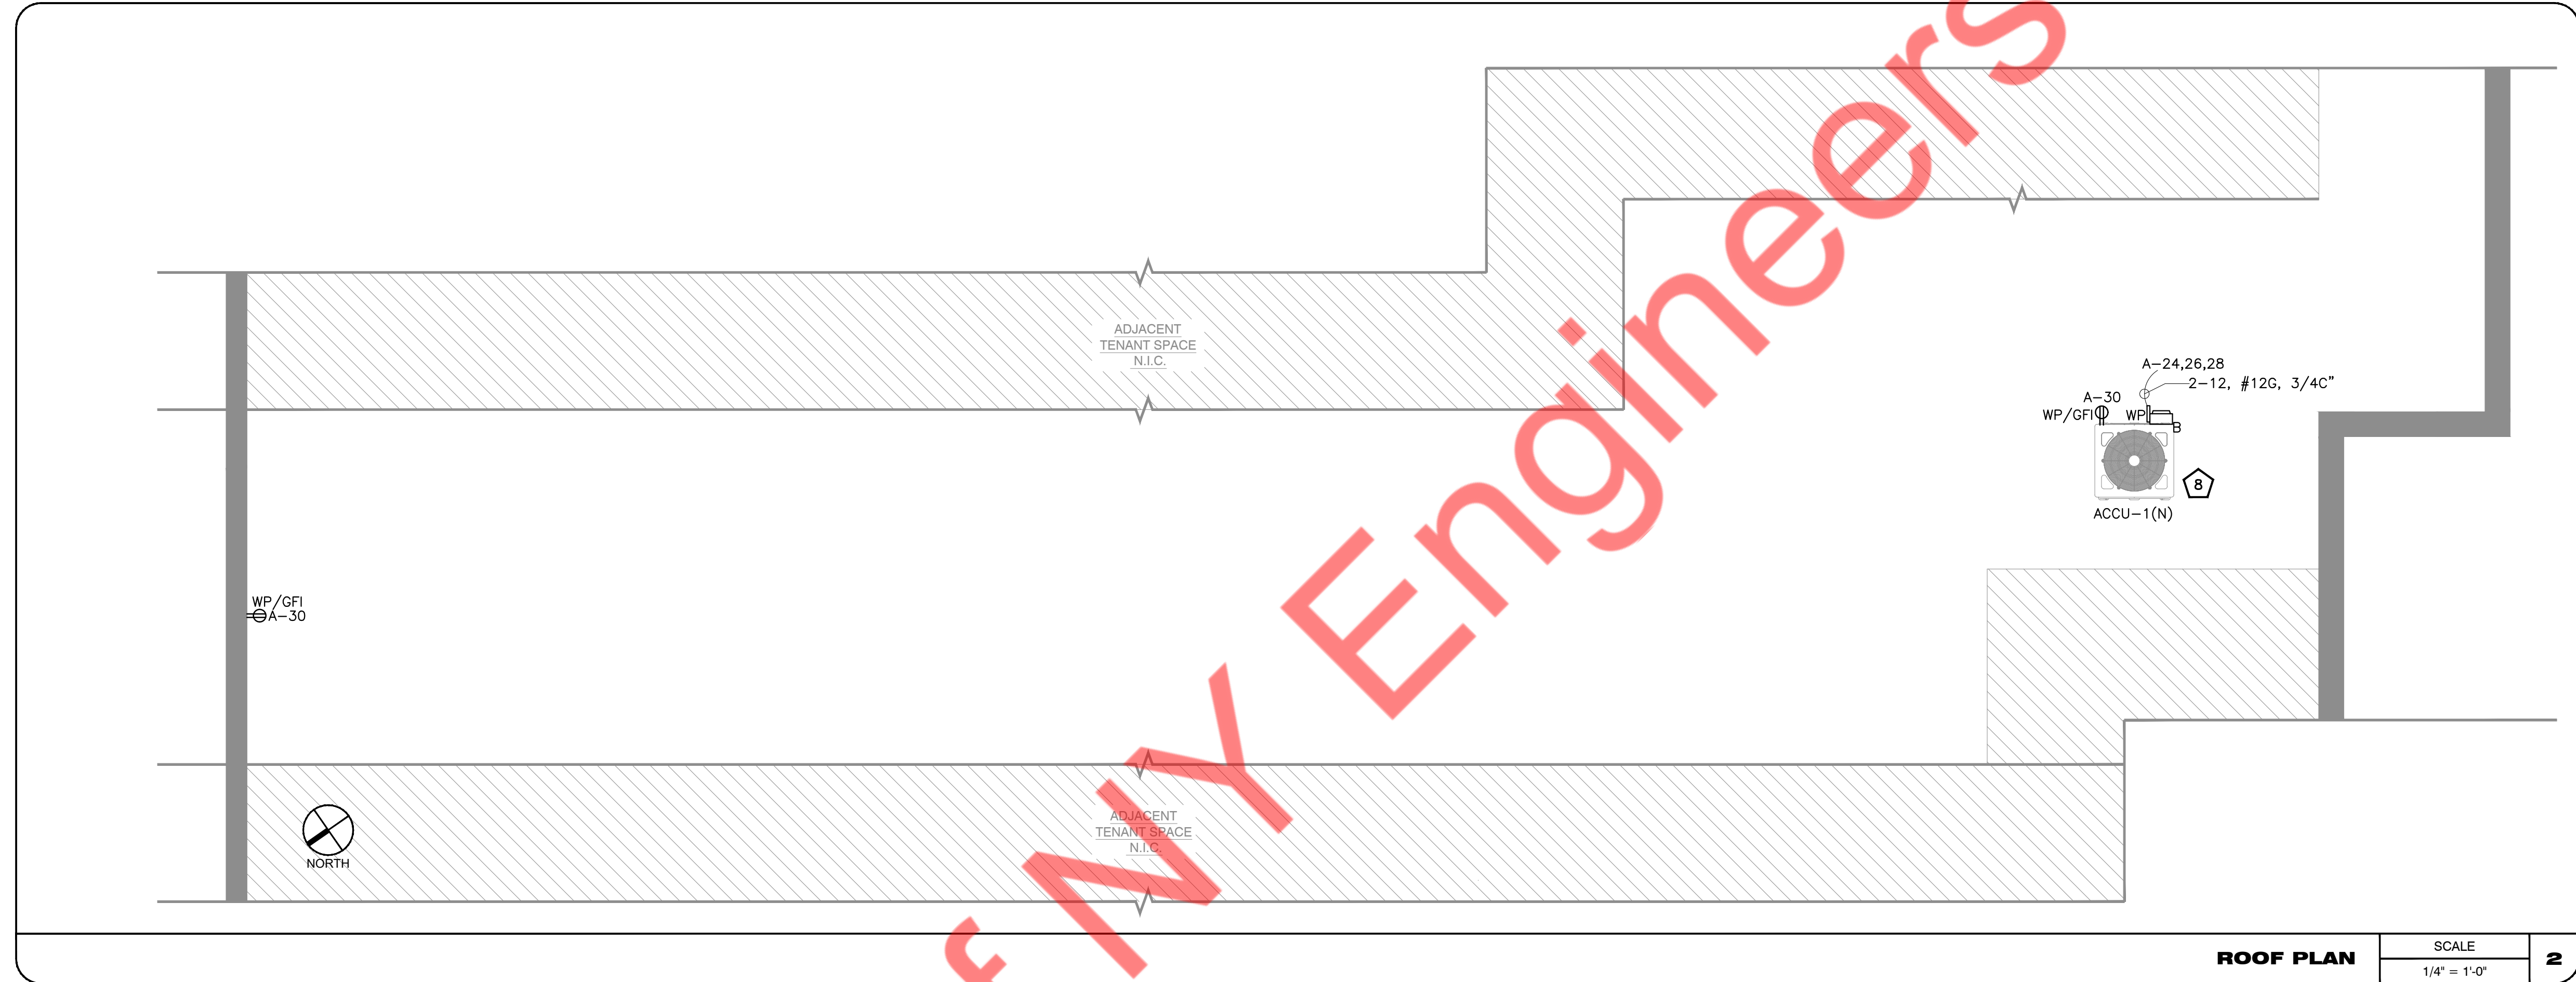 ADJACENT
TENANT SPACE
N.I.C.
A-24,26,28
2-12, #12G, 3/4C"
A-30
WP/GFI
WP
8
ACCU-1(N)
WP/GFI
A-30
ADJACENT
TENANT SPACE
N.I.C.
NORTH
f NY Engineers
ROOF PLAN
SCALE
1/4" = 1'-0"
2